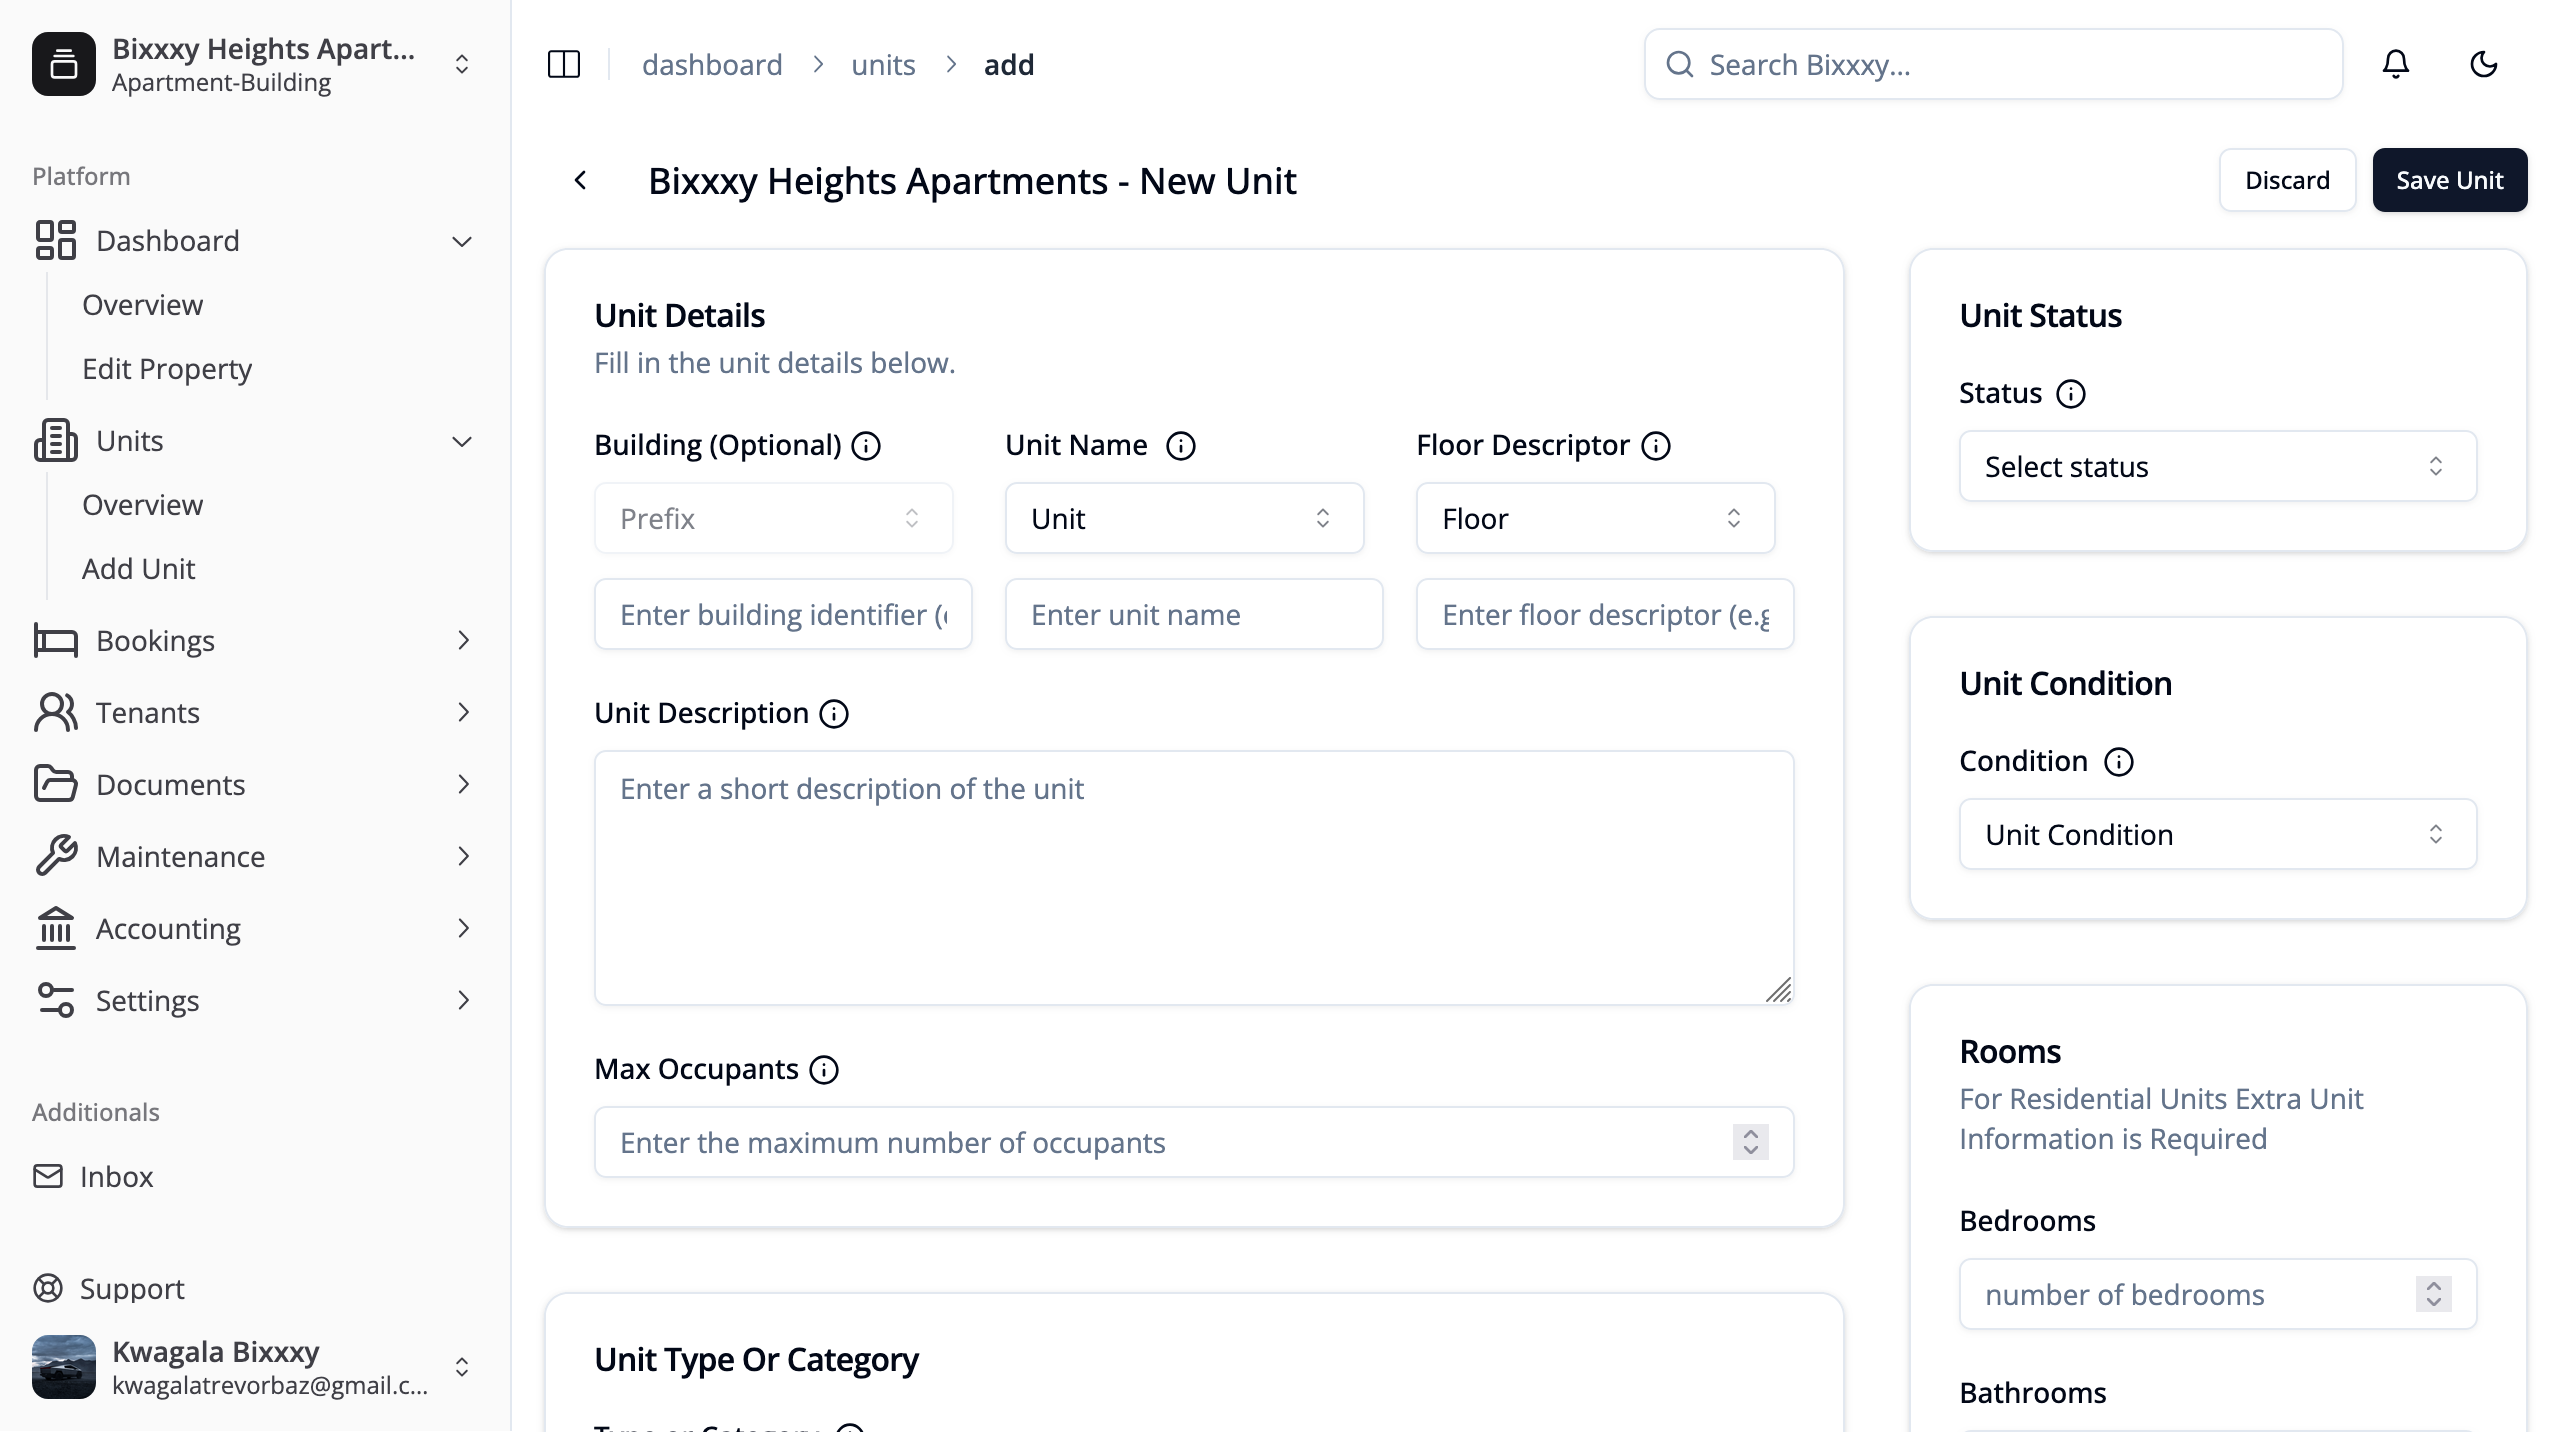 Bixxxy Heights Apart...
Apartment-Building
Platform
Dashboard
Overview
Edit Property
Units
Overview
Add Unit
Bookings
Tenants
Documents
Maintenance
Accounting
Settings
Additionals
Inbox
Support
Kwagala Bixxxy
kwagalatrevorbaz@gmail.c...
dashboard > units > add
Search Bixxxy...
Bixxxy Heights Apartments - New Unit
Discard
Save Unit
Unit Details
Fill in the unit details below.
Building (Optional)
Unit Name
Floor Descriptor
Prefix
Unit
Floor
Enter building identifier (
Enter unit name
Enter floor descriptor (e.g
Unit Description
Enter a short description of the unit
Max Occupants
Enter the maximum number of occupants
Unit Type Or Category
Type or Category
Unit Status
Status
Select status
Unit Condition
Condition
Unit Condition
Rooms
For Residential Units Extra Unit
Information is Required
Bedrooms
number of bedrooms
Bathrooms